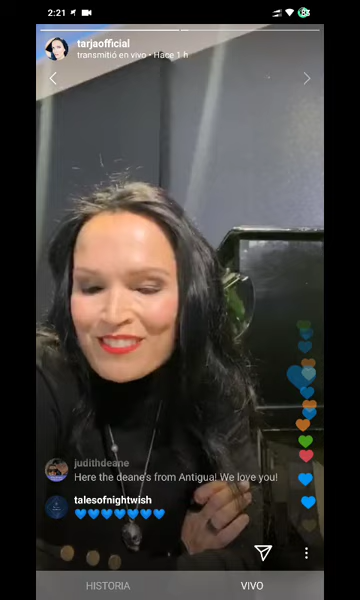 2:21
tarjaofficial
transmitió en vivo • Hace 1 h
judithdeane
Here the deane's from Antigua! We love you!
talesofnightwish
💙💙💙💙💙💙💙
HISTORIA
VIVO